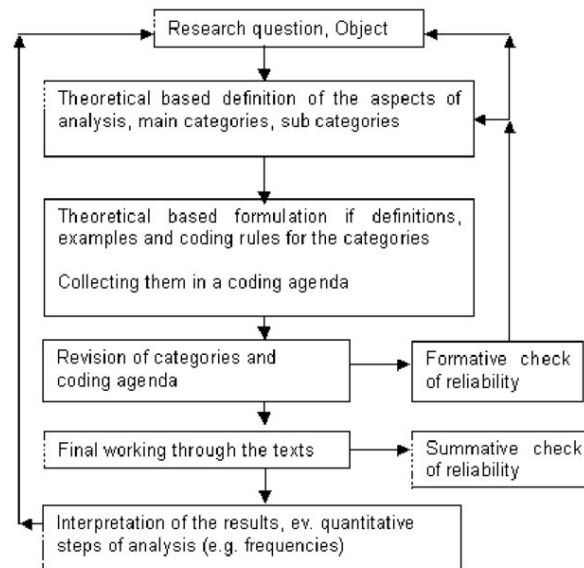 Research question, Object
Theoretical based definition of the aspects of
analysis, main categories, sub categories
Theoretical based formulation if definitions,
examples and coding rules for the categories
Collecting them in a coding agenda
Revision of categories and
coding agenda
Formative check
of reliability
Final working through the texts
Summative check
of reliability
Interpretation of the results, ev. quantitative
steps of analysis (e.g. frequencies)